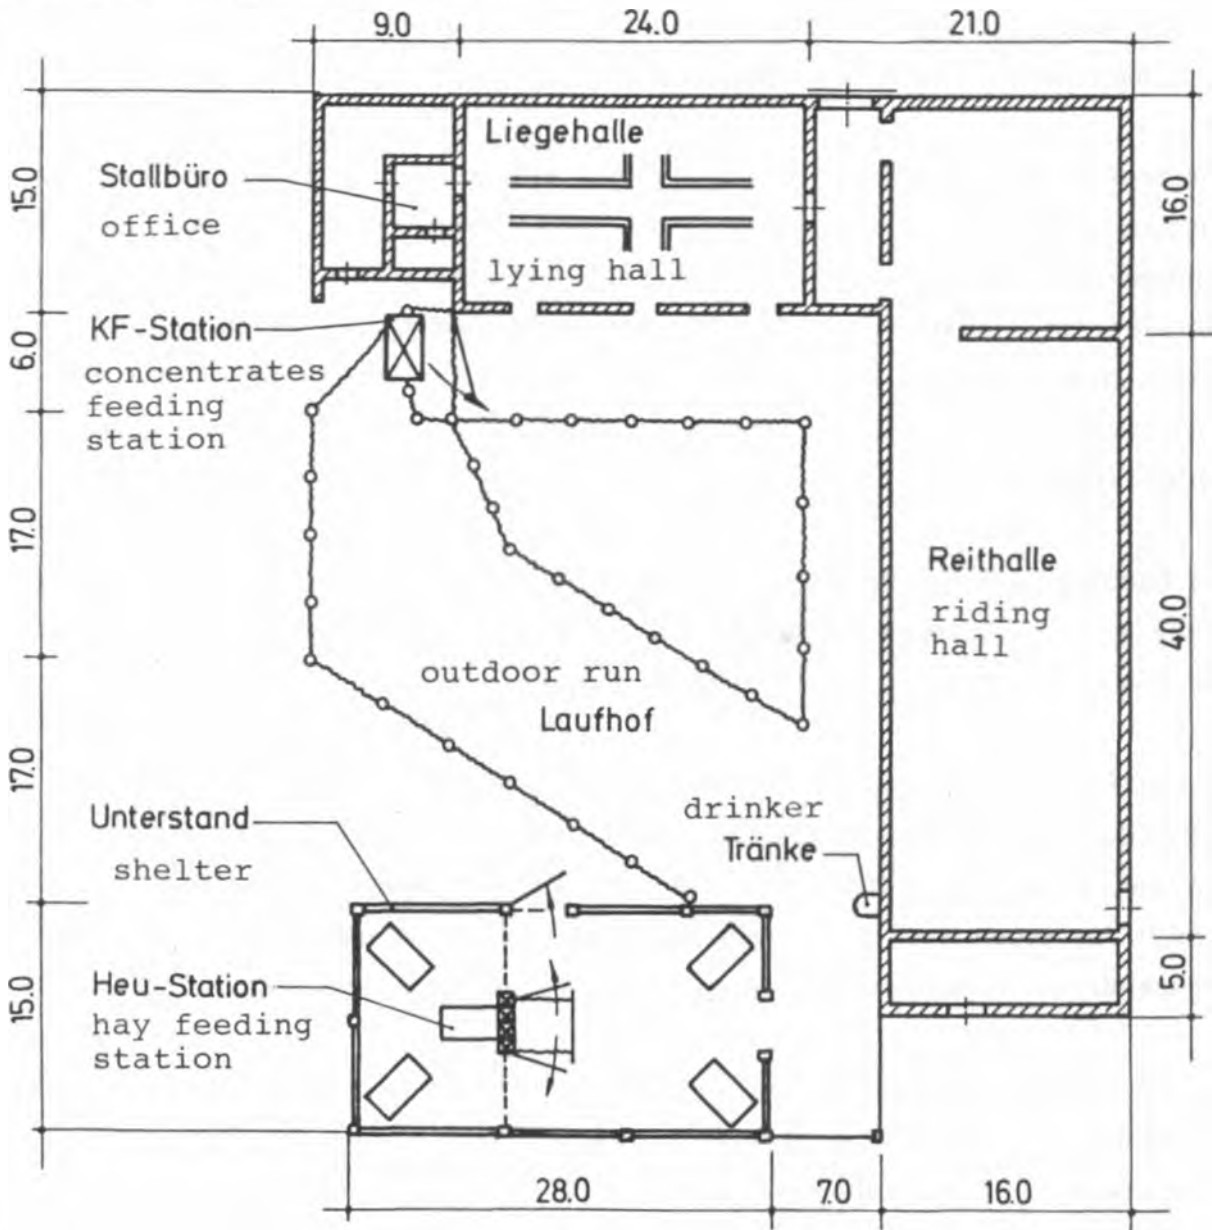 9.0
24.0
21.0
15.0
6.0
17.0
17.0
15.0
Stallbüro
office
Liegehalle
lying hall
KF-Station
concentrates
feeding
station
outdoor run
Laufhof
Reithalle
riding
hall
drinker
Tränke
Unterstand
shelter
Heu-Station
hay feeding
station
16.0
40.0
5.0
28.0
7.0
16.0